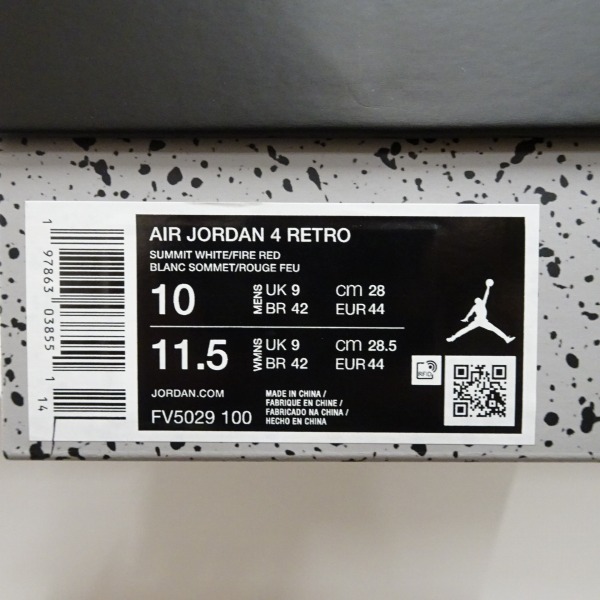 AIR JORDAN 4 RETRO
SUMMIT WHITE/FIRE RED
BLANC SOMMET/ROUGE FEU
10 MENS UK 9 cm 28
BR 42 EUR 44
11.5 WMNS UK 9 cm 28.5
BR 42 EUR 44
JORDAN.COM
FV5029 100
MADE IN CHINA /
FABRIQUE EN CHINE /
FABRICADO NA CHINA /
HECHO EN CHINA
RFID
1 97863 03855 1 14